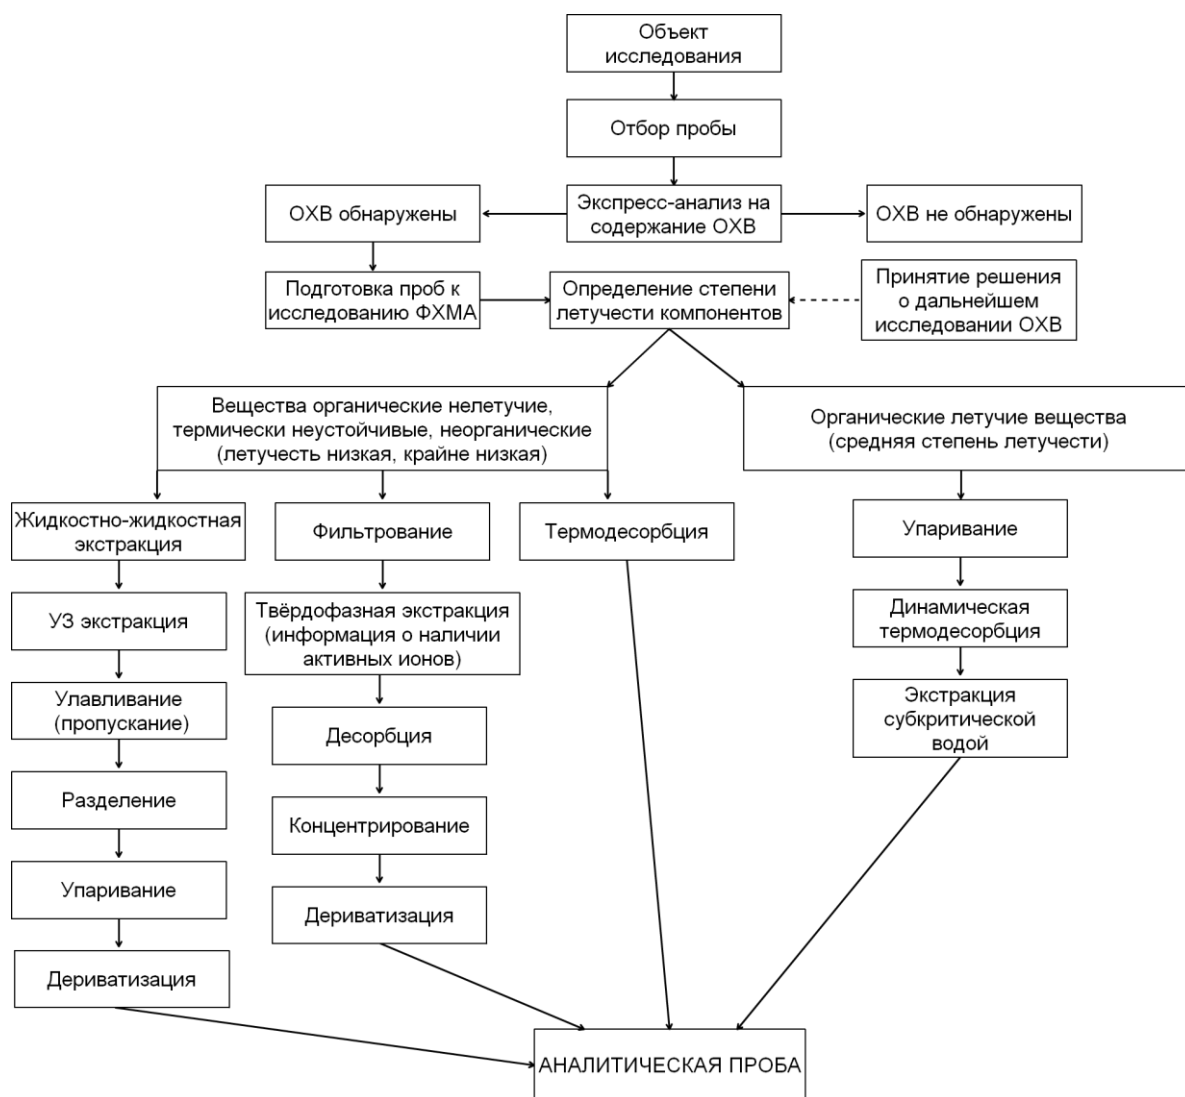 Объект
исследования
Отбор пробы
ОХВ обнаружены
Экспресс-анализ на
содержание ОХВ
ОХВ не обнаружены
Подготовка проб к
исследованию ФХМА
Определение степени
летучести компонентов
Принятие решения
о дальнейшем
исследовании ОХВ
Вещества органические нелетучие,
термически неустойчивые, неорганические
(летучесть низкая, крайне низкая)
Органические летучие вещества
(средняя степень летучести)
Жидкостно-жидкостная
экстракция
УЗ экстракция
Улавливание
(пропускание)
Разделение
Упаривание
Дериватизация
Фильтрование
Твёрдофазная экстракция
(информация о наличии
активных ионов)
Десорбция
Концентрирование
Дериватизация
Термодесорбция
Упаривание
Динамическая
термодесорбция
Экстракция
субкритической
водой
АНАЛИТИЧЕСКАЯ ПРОБА